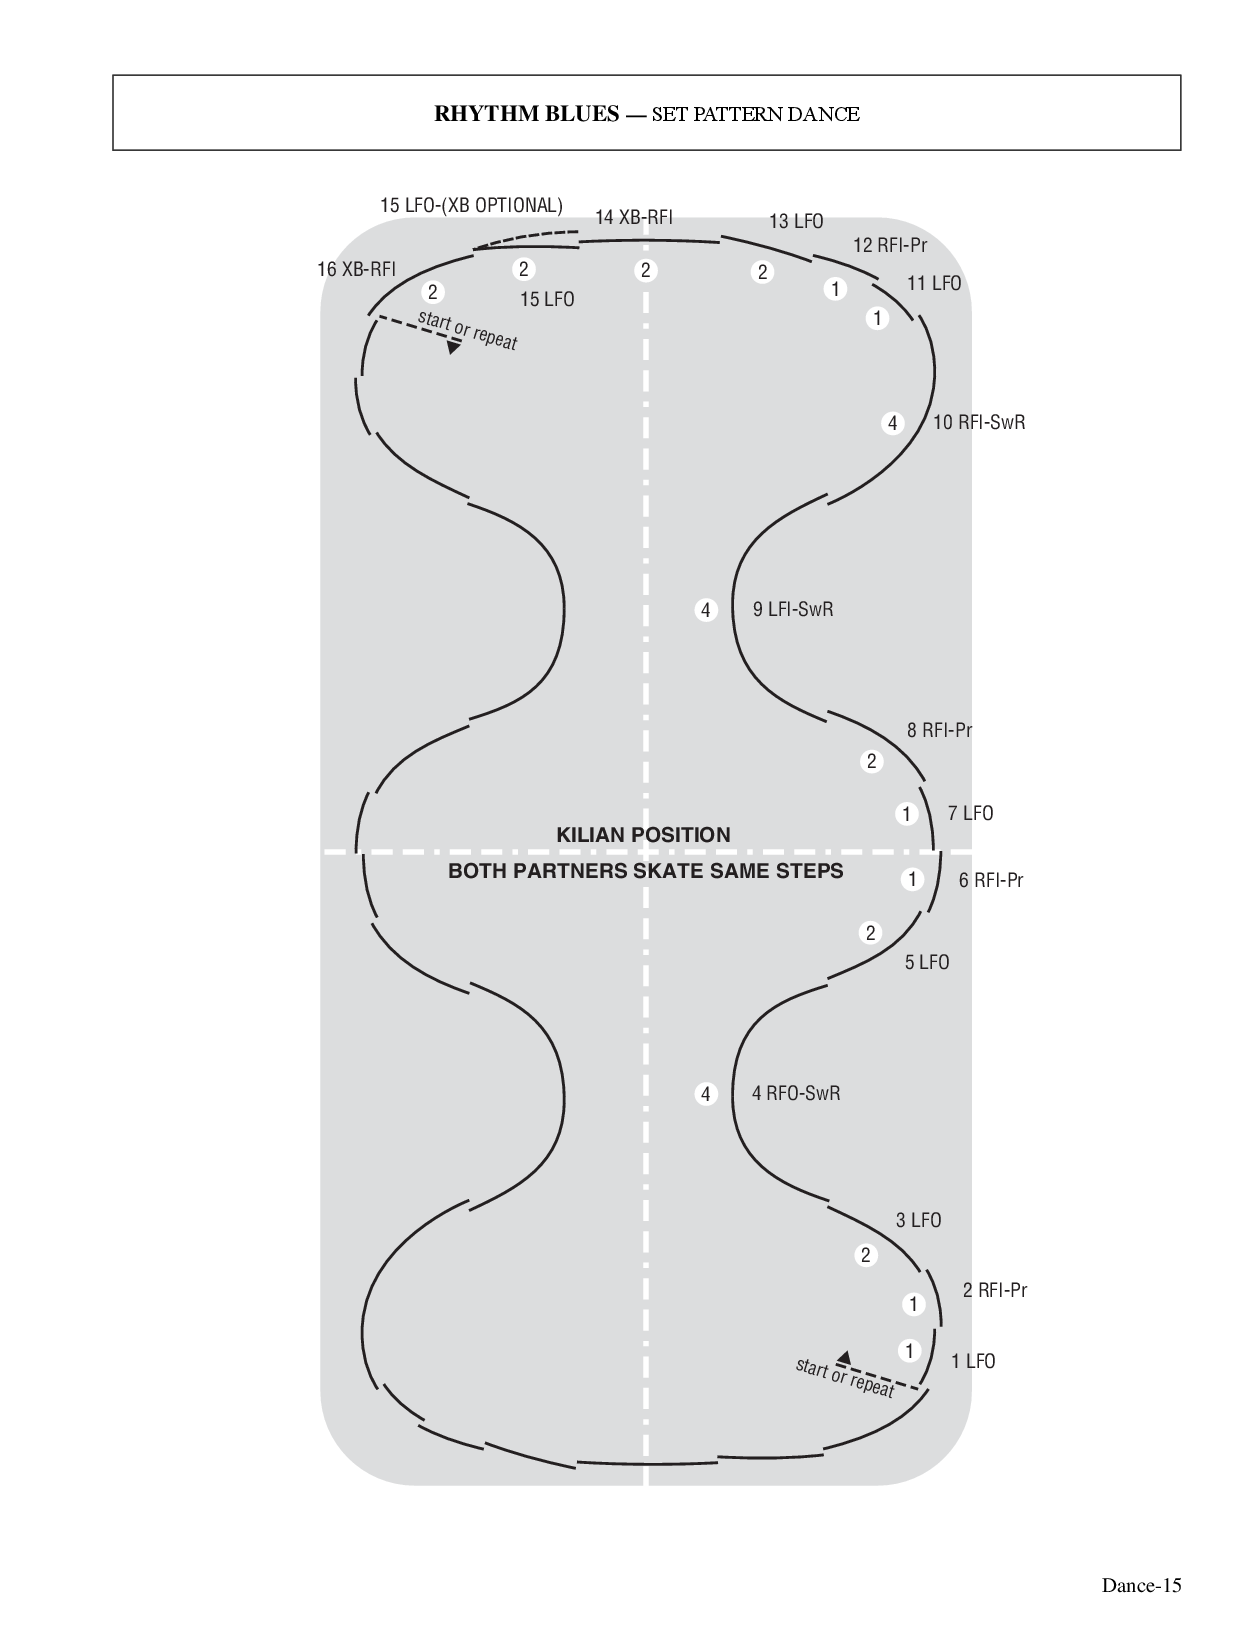 RHYTHM BLUES — SET PATTERN DANCE
15 LFO-(XB OPTIONAL)
14 XB-RFI
13 LFO
12 RFI-Pr
16 XB-RFI
2
2
2
2
1
11 LFO
2
15 LFO
1
start or repeat
4
10 RFI-SwR
4
9 LFI-SwR
8 RFI-Pr
2
1
7 LFO
KILIAN POSITION
BOTH PARTNERS SKATE SAME STEPS
1
6 RFI-Pr
2
5 LFO
4
4 RFO-SwR
3 LFO
2
2 RFI-Pr
1
1
1 LFO
start or repeat
Dance-15